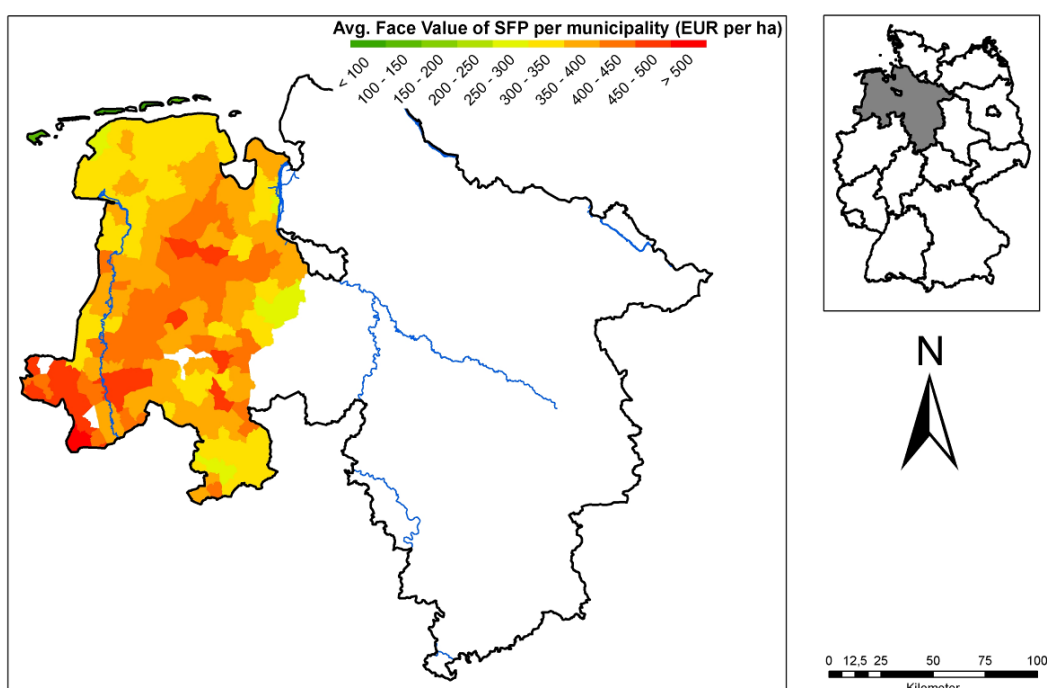 Avg. Face Value of SFP per municipality (EUR per ha)
< 100
100 - 150
150 - 200
200 - 250
250 - 300
300 - 350
350 - 400
400 - 450
450 - 500
> 500
N
0 12,5 25 50 75 100
Kilometer